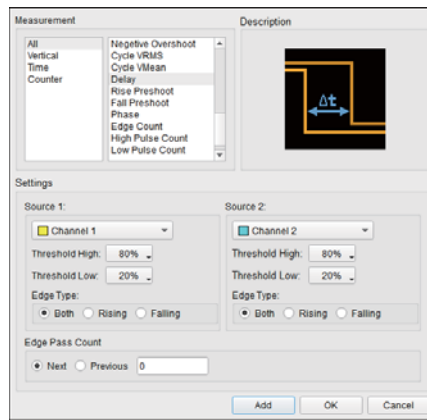 Measurement
Description
All
Vertical
Time
Counter
Negetive Overshoot
Cycle VRMS
Cycle VMean
Delay
Rise Preshoot
Fall Preshoot
Phase
Edge Count
High Pulse Count
Low Pulse Count
Δt
Settings
Source 1:
Source 2:
Channel 1
Channel 2
Threshold High: 80%
Threshold High: 80%
Threshold Low: 20%
Threshold Low: 20%
Edge Type:
Edge Type:
Both Rising Falling
Both Rising Falling
Edge Pass Count
Next Previous 0
Add OK Cancel